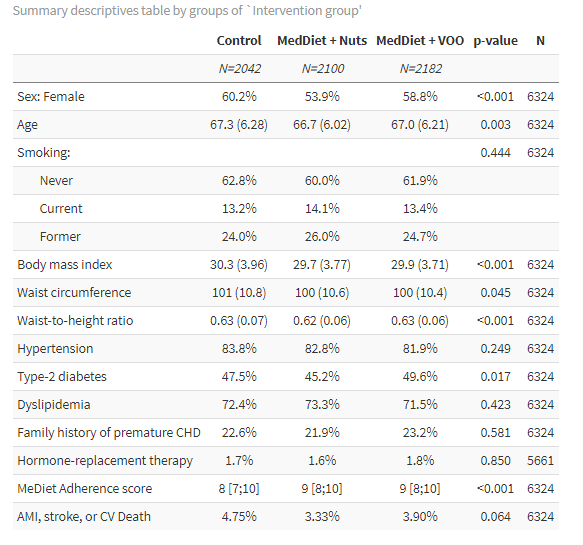 Summary descriptives table by groups of `Intervention group'
Control MedDiet + Nuts MedDiet + VOO p-value N
N=2042 N=2100 N=2182
Sex: Female 60.2% 53.9% 58.8% <0.001 6324
Age 67.3 (6.28) 66.7 (6.02) 67.0 (6.21) 0.003 6324
Smoking: 0.444 6324
Never 62.8% 60.0% 61.9%
Current 13.2% 14.1% 13.4%
Former 24.0% 26.0% 24.7%
Body mass index 30.3 (3.96) 29.7 (3.77) 29.9 (3.71) <0.001 6324
Waist circumference 101 (10.8) 100 (10.6) 100 (10.4) 0.045 6324
Waist-to-height ratio 0.63 (0.07) 0.62 (0.06) 0.63 (0.06) <0.001 6324
Hypertension 83.8% 82.8% 81.9% 0.249 6324
Type-2 diabetes 47.5% 45.2% 49.6% 0.017 6324
Dyslipidemia 72.4% 73.3% 71.5% 0.423 6324
Family history of premature CHD 22.6% 21.9% 23.2% 0.581 6324
Hormone-replacement therapy 1.7% 1.6% 1.8% 0.850 5661
MeDiet Adherence score 8 [7;10] 9 [8;10] 9 [8;10] <0.001 6324
AMI, stroke, or CV Death 4.75% 3.33% 3.90% 0.064 6324